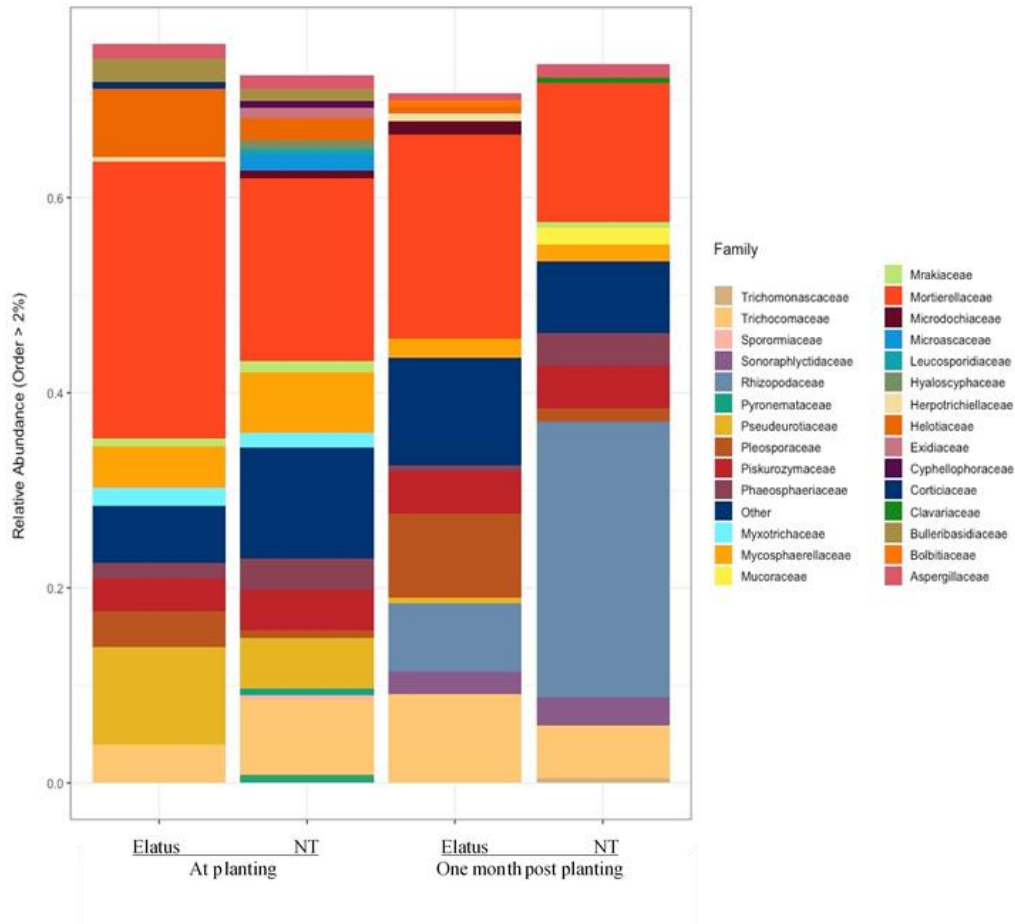 Relative Abundance (Order > 2%)
0.6
0.4
0.2
0.0
Elatus NT Elatus NT
At planting One month post planting
Family
Trichomonascaceae
Trichocomaceae
Sporormiaceae
Sonoraphlyctidaceae
Rhizopodaceae
Pyronemataceae
Pseudeurotiaceae
Pleosporaceae
Piskurozymaceae
Phaeosphaeriaceae
Other
Myxotrichaceae
Mycosphaerellaceae
Mucoraceae
Mrakiaceae
Mortierellaceae
Microdochiaceae
Microascaceae
Leucosporidiaceae
Hyaloscyphaceae
Herpotrichiellaceae
Helotiaceae
Exidiaceae
Cyphellophoraceae
Corticiaceae
Clavariaceae
Bulleribasidiaceae
Bolbitiaceae
Aspergillaceae